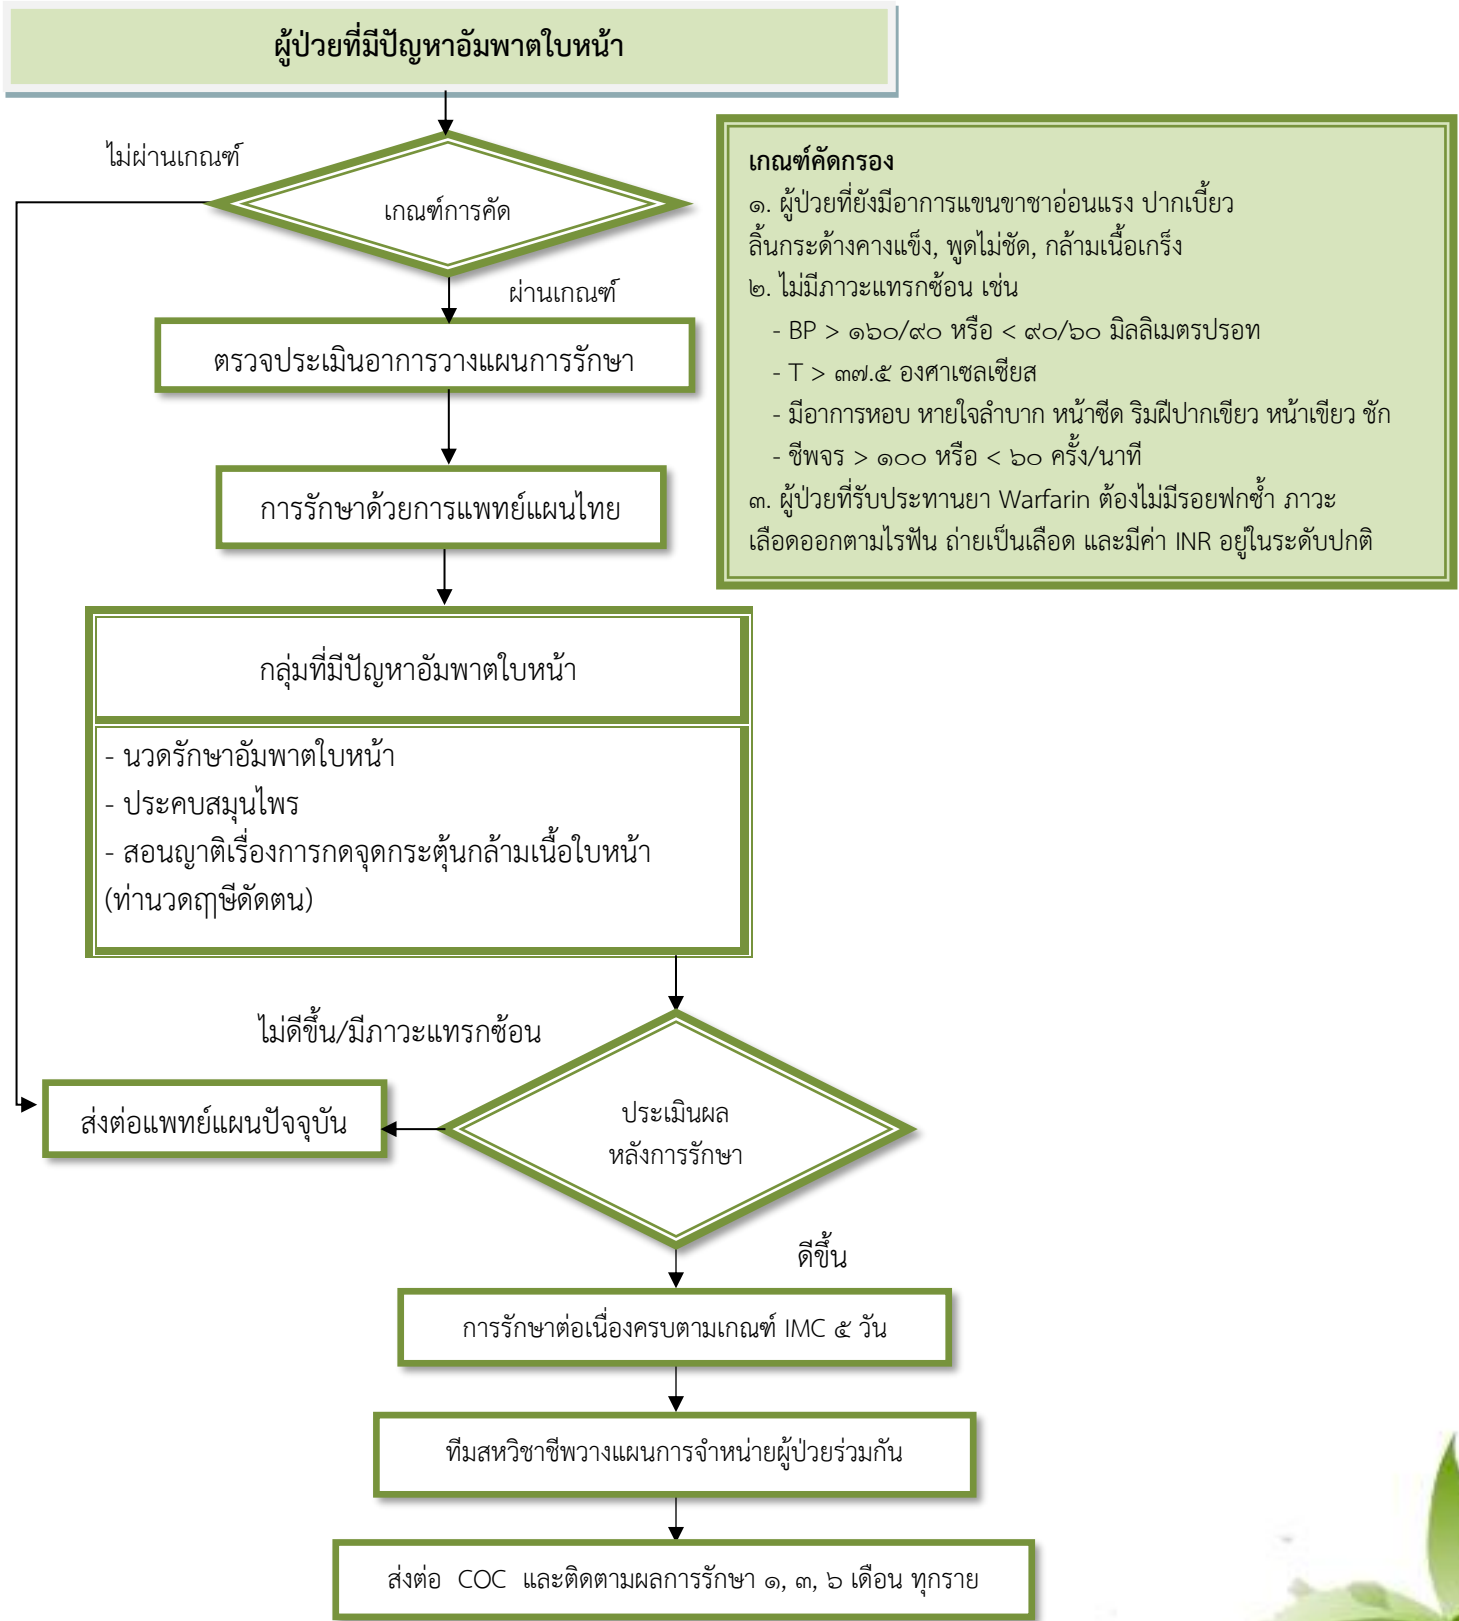 ผู้ป่วยที่มีปัญหาอัมพาตใบหน้า
ไม่ผ่านเกณฑ์
เกณฑ์การคัด
ผ่านเกณฑ์
เกณฑ์คัดกรอง
๑. ผู้ป่วยที่ยังมีอาการแขนขาชาอ่อนแรง ปากเบี้ยว
ลิ้นกระด้างคางแข็ง, พูดไม่ชัด, กล้ามเนื้อเกร็ง
๒. ไม่มีภาวะแทรกซ้อน เช่น
- BP > ๑๖๐/๙๐ หรือ < ๙๐/๖๐ มิลลิเมตรปรอท
- T > ๓๗.๕ องศาเซลเซียส
- มีอาการหอบ หายใจลำบาก หน้าซีด ริมฝีปากเขียว หน้าเขียว ชัก
- ชีพจร > ๑๐๐ หรือ < ๖๐ ครั้ง/นาที
๓. ผู้ป่วยที่รับประทานยา Warfarin ต้องไม่มีรอยฟกช้ำ ภาวะ
เลือดออกตามไรฟัน ถ่ายเป็นเลือด และมีค่า INR อยู่ในระดับปกติ
ตรวจประเมินอาการวางแผนการรักษา
การรักษาด้วยการแพทย์แผนไทย
กลุ่มที่มีปัญหาอัมพาตใบหน้า
- นวดรักษาอัมพาตใบหน้า
- ประคบสมุนไพร
- สอนญาติเรื่องการกดจุดกระตุ้นกล้ามเนื้อใบหน้า
(ท่านวดฤๅษีดัดตน)
ไม่ดีขึ้น/มีภาวะแทรกซ้อน
ส่งต่อแพทย์แผนปัจจุบัน
ประเมินผล
หลังการรักษา
ดีขึ้น
การรักษาต่อเนื่องครบตามเกณฑ์ IMC ๕ วัน
ทีมสหวิชาชีพวางแผนการจำหน่ายผู้ป่วยร่วมกัน
ส่งต่อ COC และติดตามผลการรักษา ๑, ๓, ๖ เดือน ทุกราย